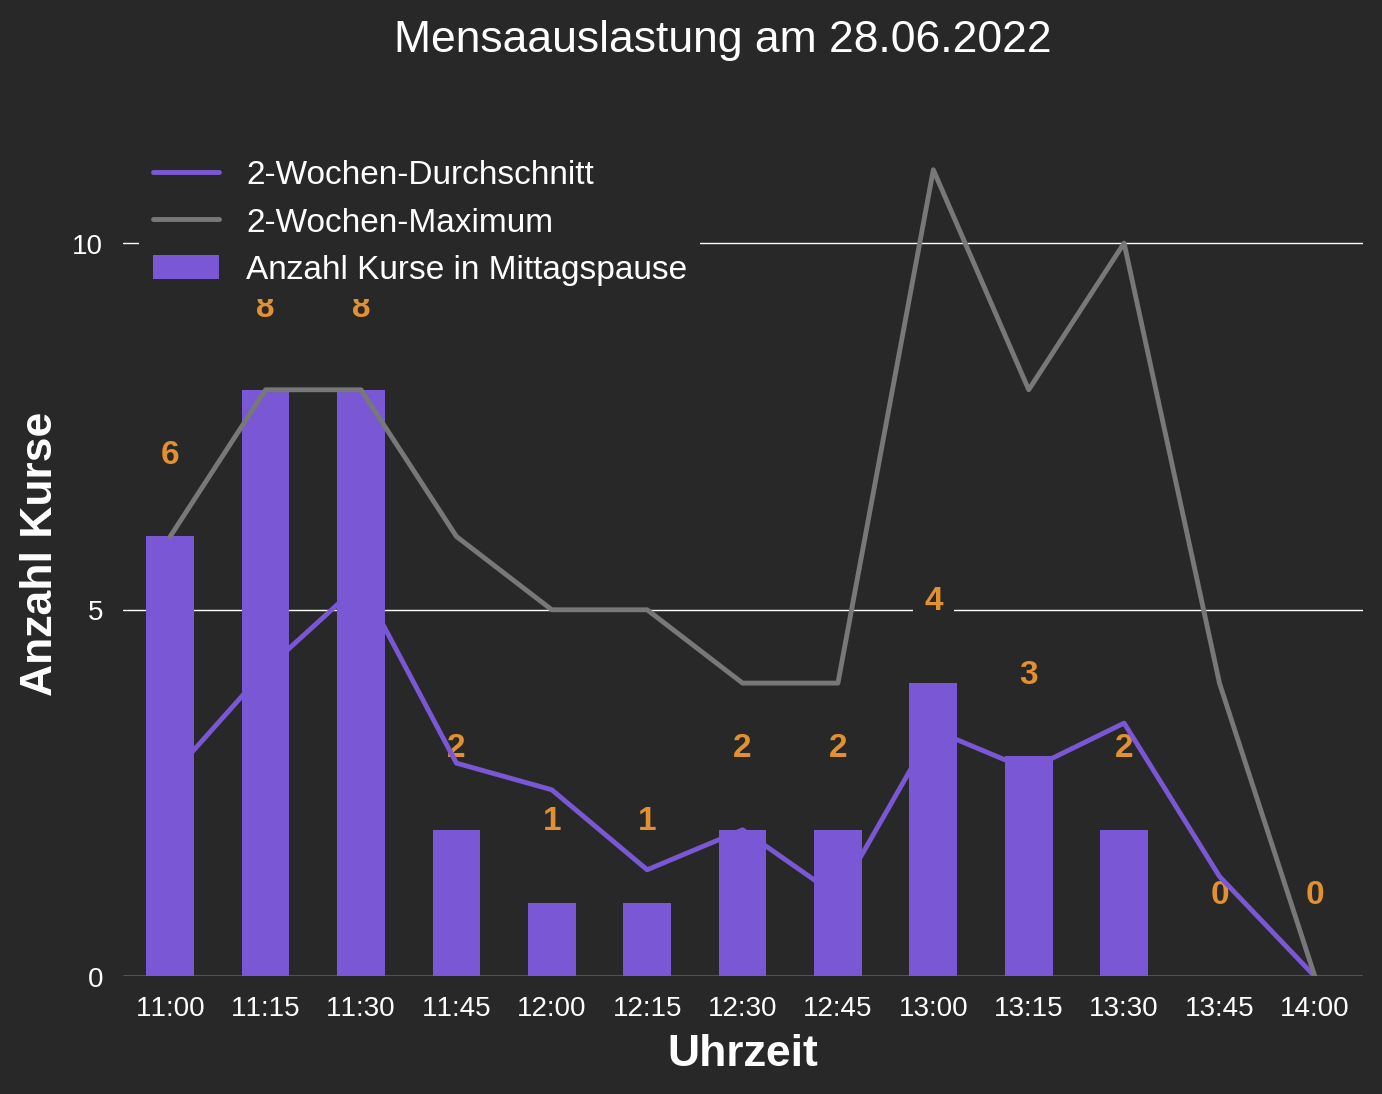 Mensaauslastung am 28.06.2022
2-Wochen-Durchschnitt
2-Wochen-Maximum
Anzahl Kurse in Mittagspause
10
5
0
Anzahl Kurse
6
8
8
2
1
1
2
2
4
3
2
0
0
11:00 11:15 11:30 11:45 12:00 12:15 12:30 12:45 13:00 13:15 13:30 13:45 14:00
Uhrzeit